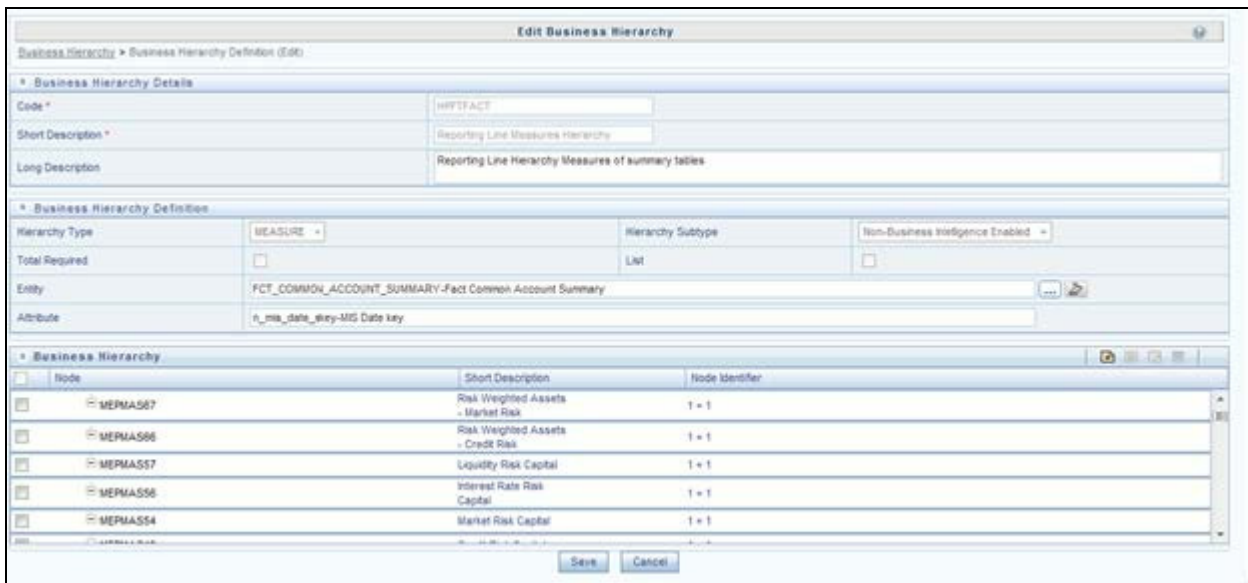 Edit Business Hierarchy
Business Hierarchy > Business Hierarchy Definition (Edit)
Business Hierarchy Details
Code *
Short Description * Reporting Line Measures Hierarchy
Long Description Reporting Line Hierarchy Measures of summary tables
Business Hierarchy Definition
Hierarchy Type MEASURE Hierarchy Subtype Non-Business Intelligence Enabled
Total Required List
Entity FCT_COMMON_ACCOUNT_SUMMARY-Fact Common Account Summary ...
Attribute n_mis_date_skey-MIS Date key
Business Hierarchy
Node Short Description Node Identifier
MEPMAS67 Risk Weighted Assets - Market Risk 1 = 1
MEPMAS66 Risk Weighted Assets - Credit Risk 1 = 1
MEPMAS57 Liquidity Risk Capital 1 = 1
MEPMAS56 Interest Rate Risk Capital 1 = 1
MEPMAS54 Market Risk Capital 1 = 1
Save Cancel